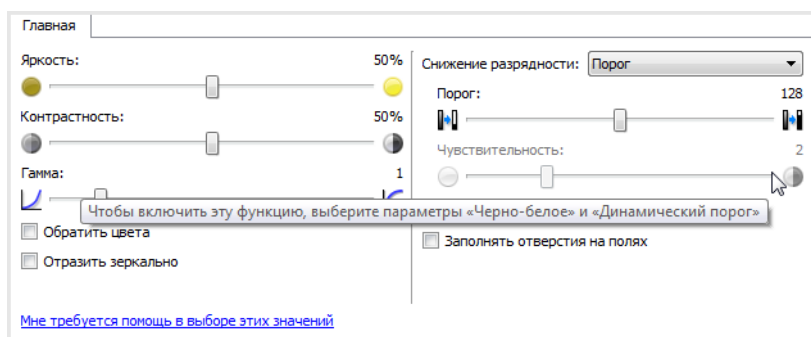 Главная
Яркость: 50%
Контрастность: 50%
Гамма: 1
Обратить цвета
Отразить зеркально
Мне требуется помощь в выборе этих значений
Снижение разрядности: Порог
Порог: 128
Чувствительность: 2
Чтобы включить эту функцию, выберите параметры «Черно-белое» и «Динамический порог»
Заполнять отверстия на полях